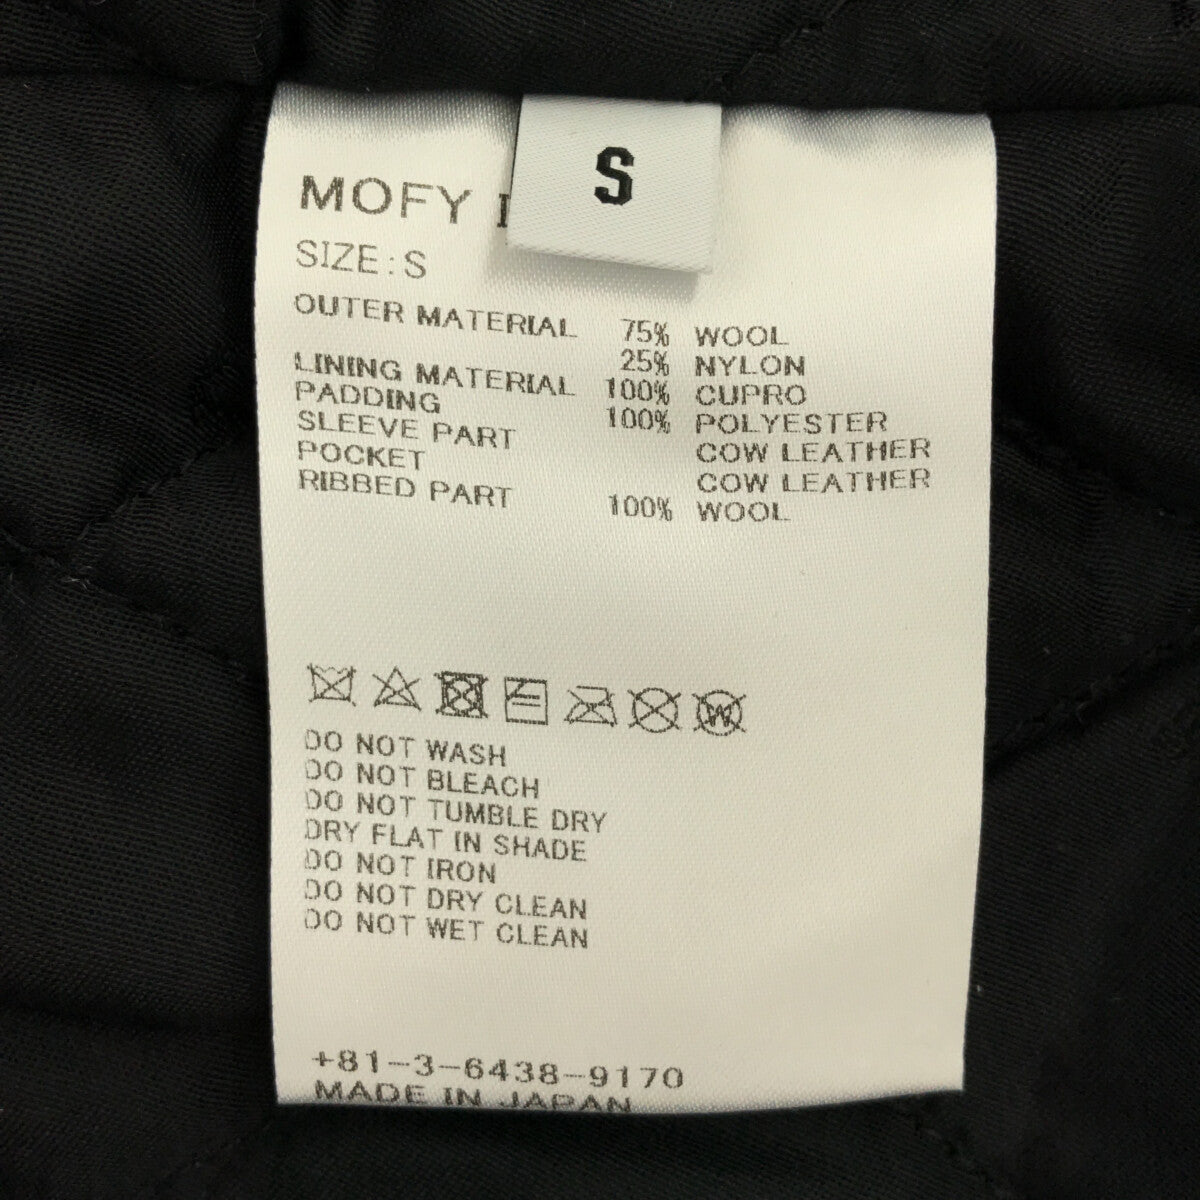 S
MOFY
SIZE:S
OUTER MATERIAL 75% WOOL
25% NYLON
LINING MATERIAL 100% CUPRO
PADDING 100% POLYESTER
SLEEVE PART COW LEATHER
POCKET COW LEATHER
RIBBED PART 100% WOOL
W
DO NOT WASH
DO NOT BLEACH
DO NOT TUMBLE DRY
DRY FLAT IN SHADE
DO NOT IRON
DO NOT DRY CLEAN
DO NOT WET CLEAN
+81-3-6438-9170
MADE IN JAPAN